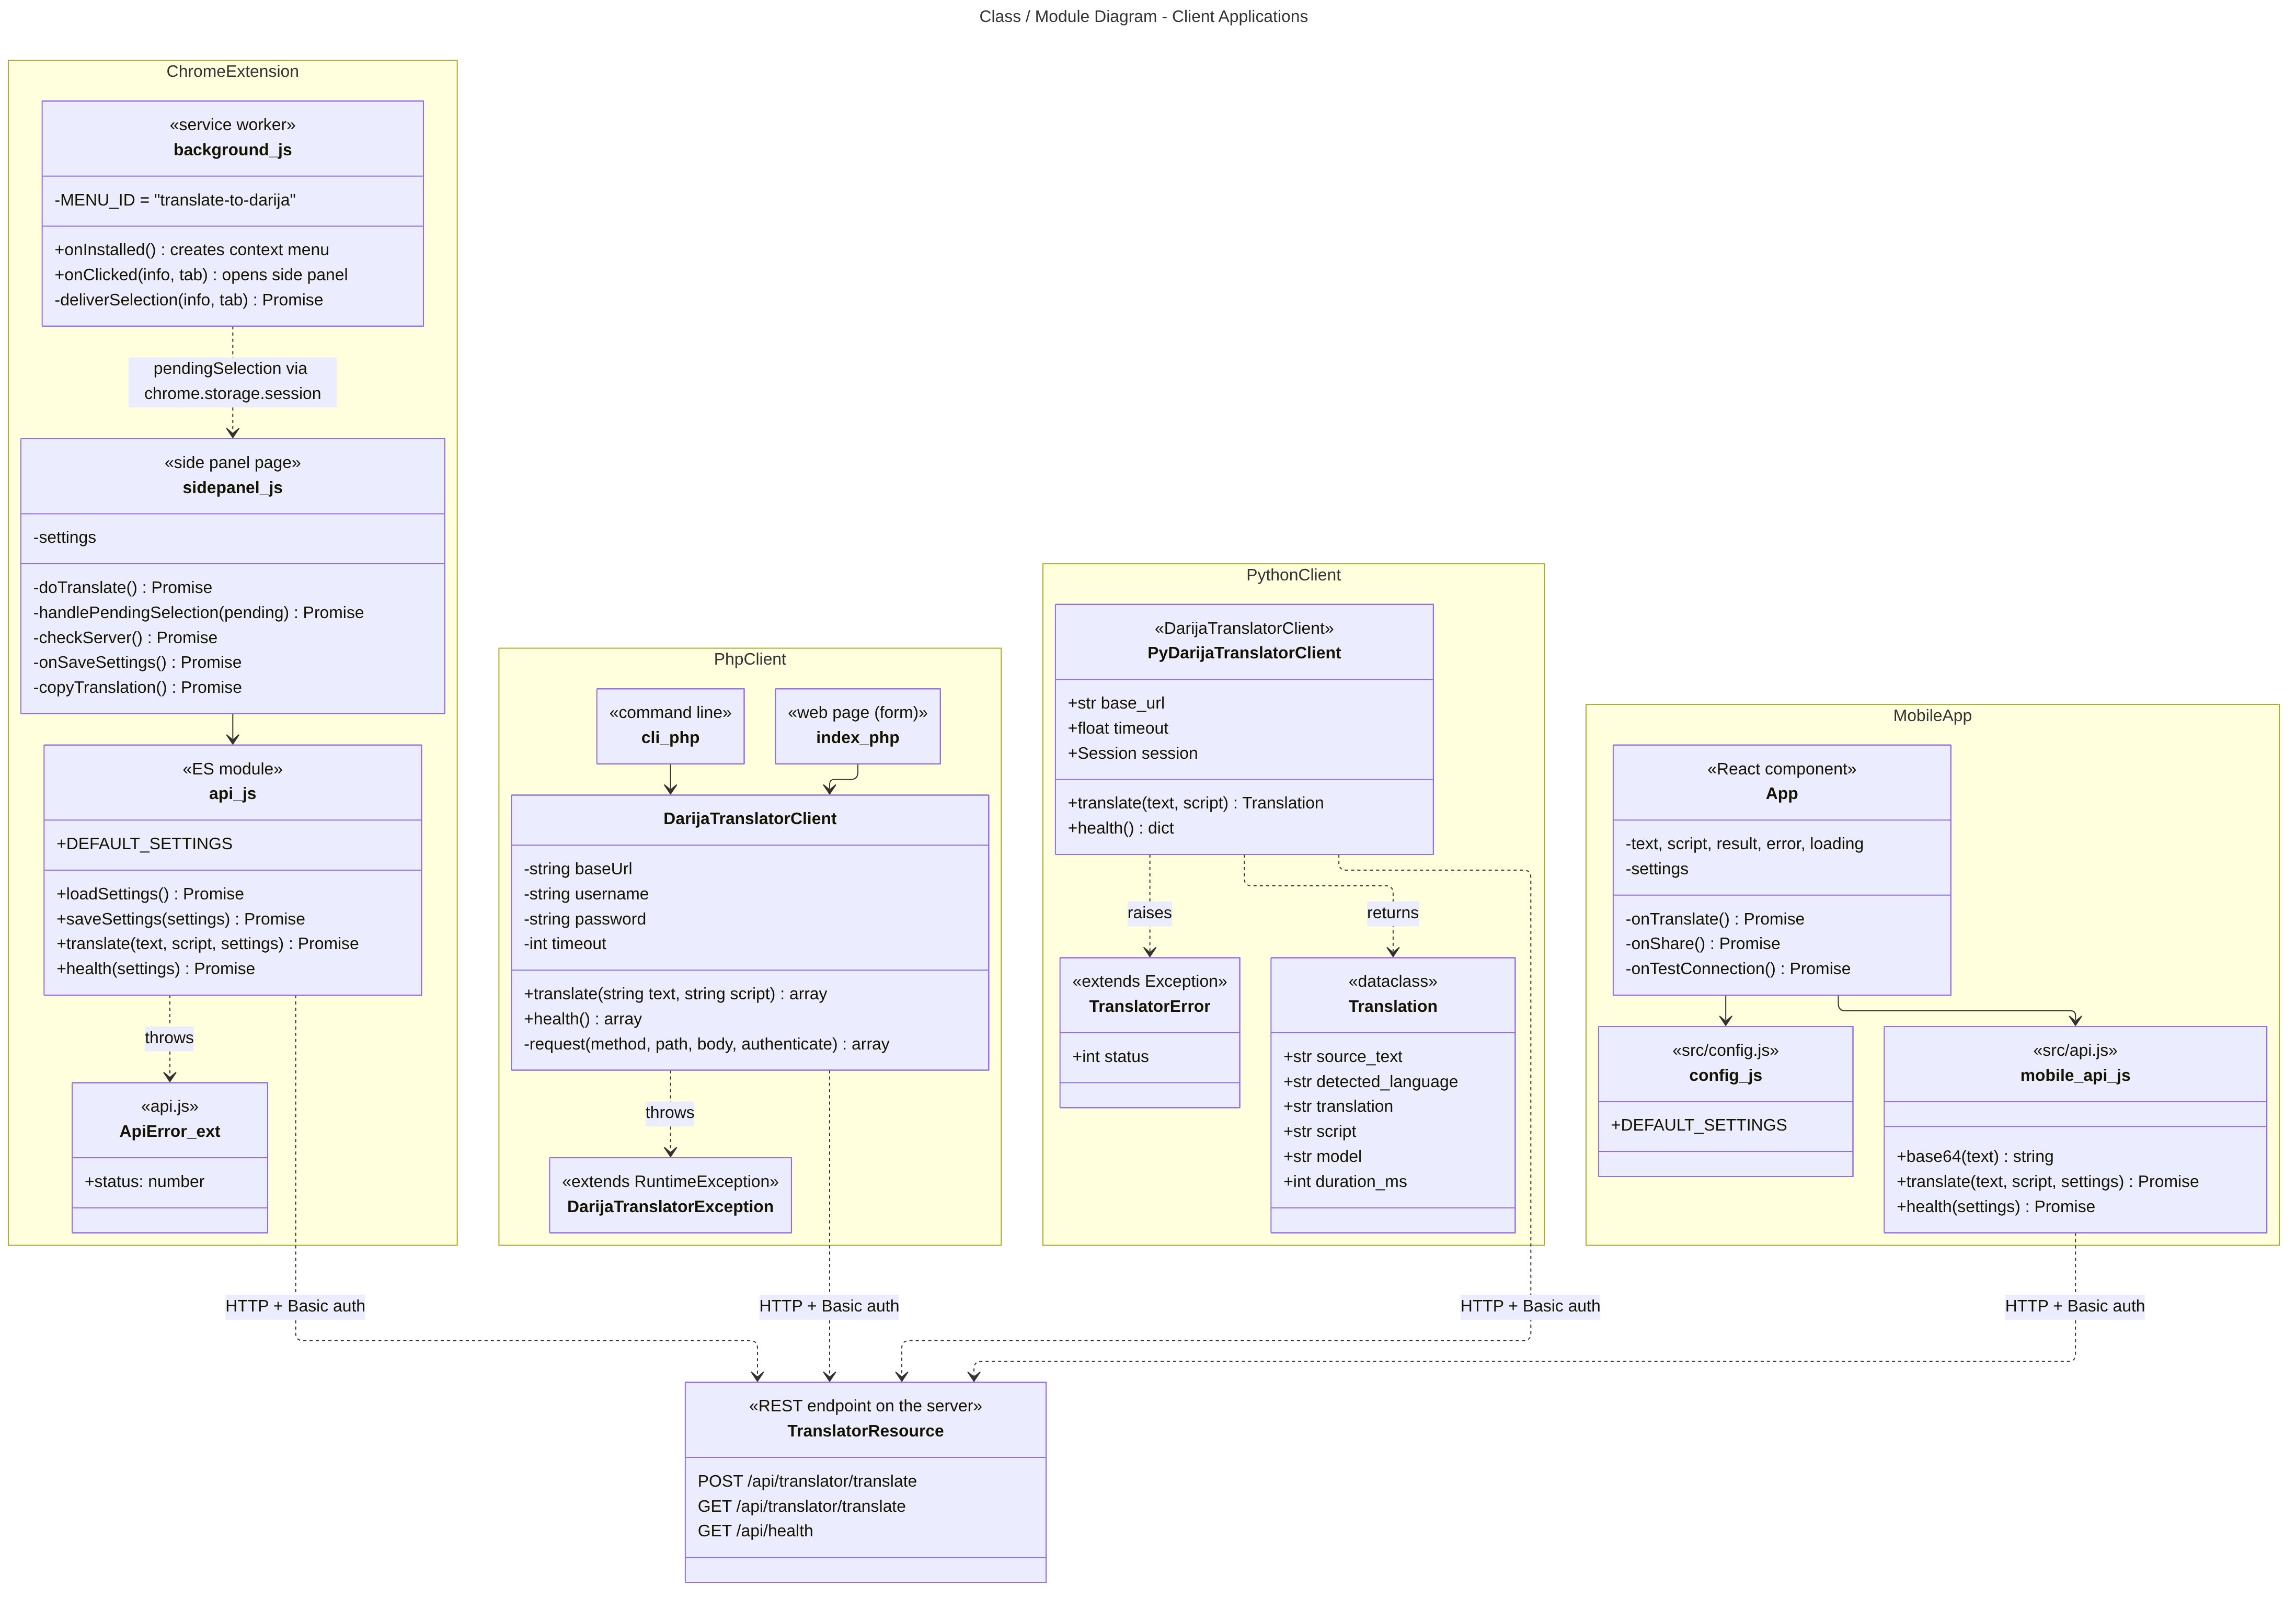 Class / Module Diagram - Client Applications
ChromeExtension
«service worker»
background_js
-MENU_ID = "translate-to-darija"
+onInstalled() : creates context menu
+onClicked(info, tab) : opens side panel
-deliverSelection(info, tab) : Promise
pendingSelection via
chrome.storage.session
«side panel page»
sidepanel_js
-settings
-doTranslate() : Promise
-handlePendingSelection(pending) : Promise
-checkServer() : Promise
-onSaveSettings() : Promise
-copyTranslation() : Promise
«ES module»
api_js
+DEFAULT_SETTINGS
+loadSettings() : Promise
+saveSettings(settings) : Promise
+translate(text, script, settings) : Promise
+health(settings) : Promise
throws
«api.js»
ApiError_ext
+status: number
HTTP + Basic auth
PhpClient
«command line»
cli_php
«web page (form)»
index_php
DarijaTranslatorClient
-string baseUrl
-string username
-string password
-int timeout
+translate(string text, string script) : array
+health() : array
-request(method, path, body, authenticate) : array
throws
«extends RuntimeException»
DarijaTranslatorException
HTTP + Basic auth
PythonClient
«DarijaTranslatorClient»
PyDarijaTranslatorClient
+str base_url
+float timeout
+Session session
+translate(text, script) : Translation
+health() : dict
raises
returns
«extends Exception»
TranslatorError
+int status
«dataclass»
Translation
+str source_text
+str detected_language
+str translation
+str script
+str model
+int duration_ms
HTTP + Basic auth
MobileApp
«React component»
App
-text, script, result, error, loading
-settings
-onTranslate() : Promise
-onShare() : Promise
-onTestConnection() : Promise
«src/config.js»
config_js
+DEFAULT_SETTINGS
«src/api.js»
mobile_api_js
+base64(text) : string
+translate(text, script, settings) : Promise
+health(settings) : Promise
HTTP + Basic auth
«REST endpoint on the server»
TranslatorResource
POST /api/translator/translate
GET /api/translator/translate
GET /api/health